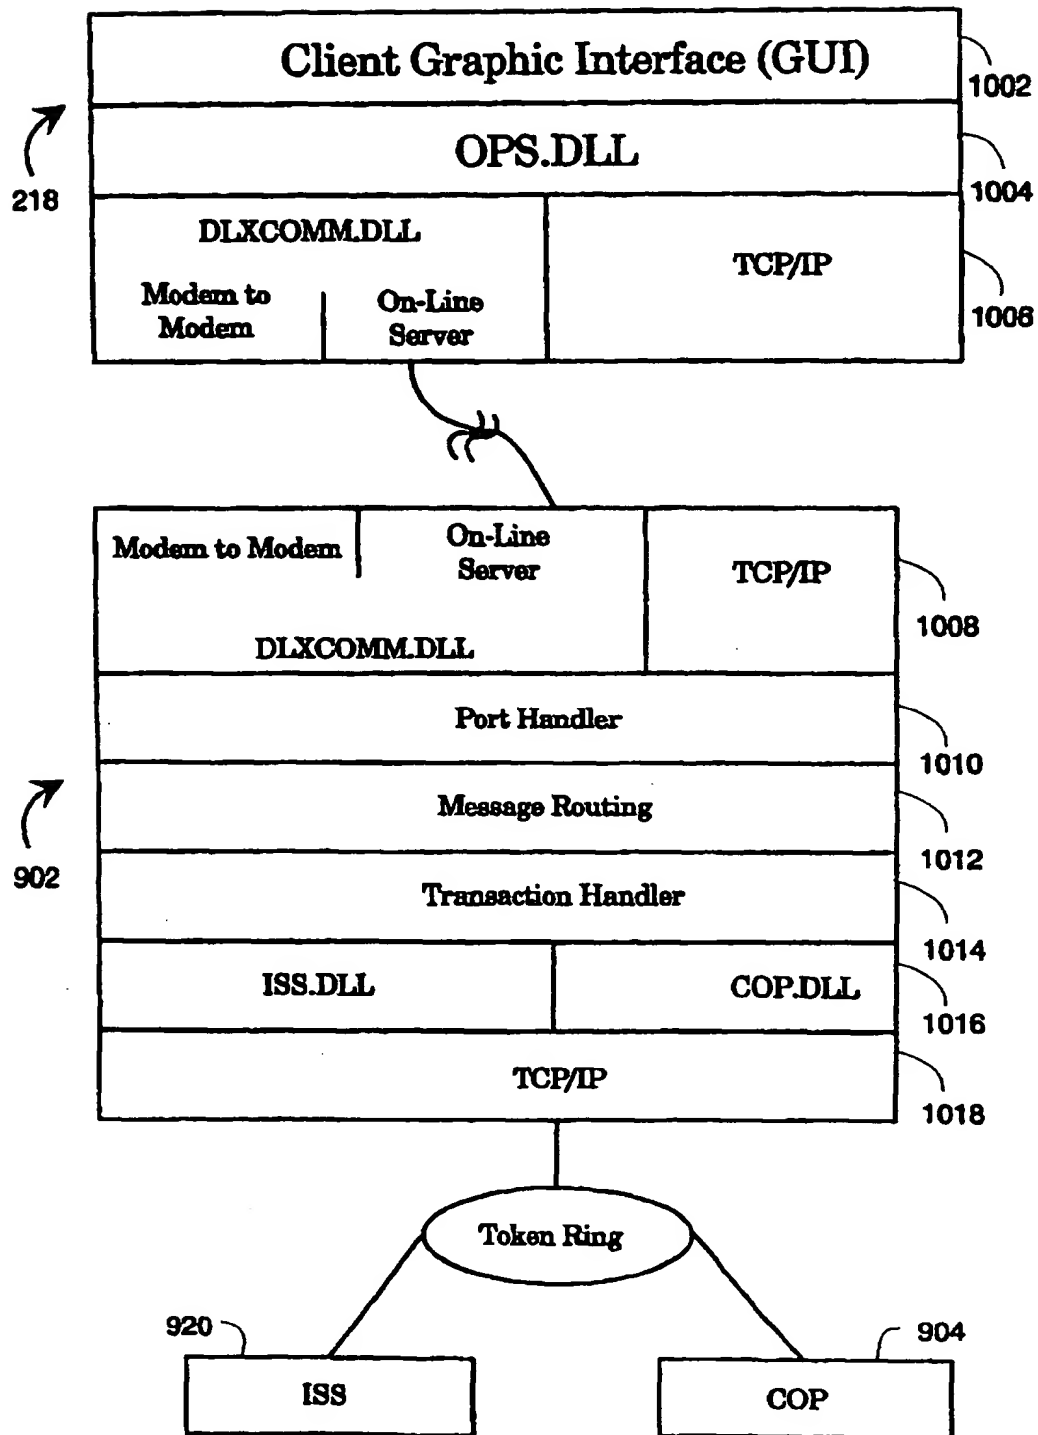 Client Graphic Interface (GUI)
1002
OPS.DLL
1004
218
DLXCOMM.DLL
TCP/IP
Modem to
Modem
On-Line
Server
1006
Modem to Modem
On-Line
Server
TCP/IP
1008
DLXCOMM.DLL
Port Handler
1010
Message Routing
1012
902
Transaction Handler
1014
ISS.DLL
COP.DLL
1016
TCP/IP
1018
Token Ring
920
904
ISS
COP